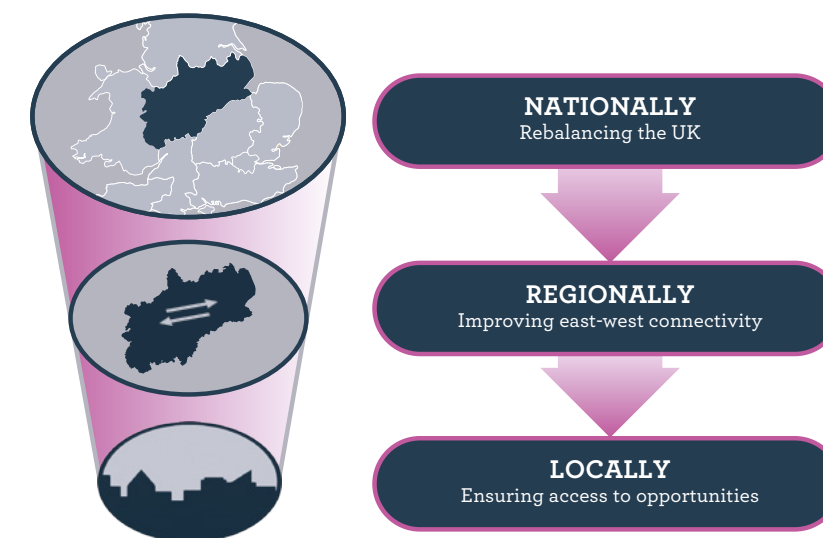 NATIONALLY
Rebalancing the UK
REGIONALLY
Improving east-west connectivity
LOCALLY
Ensuring access to opportunities